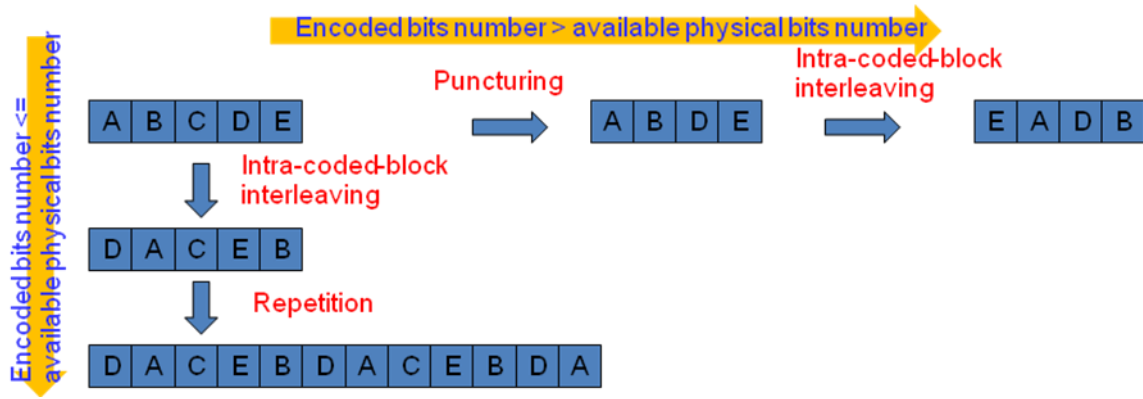 Encoded bits number > available physical bits number
Encoded bits number <=
available physical bits number
A B C D E
Puncturing
A B D E
Intra-coded-block
interleaving
E A D B
Intra-coded-block
interleaving
D A C E B
Repetition
D A C E B D A C E B D A